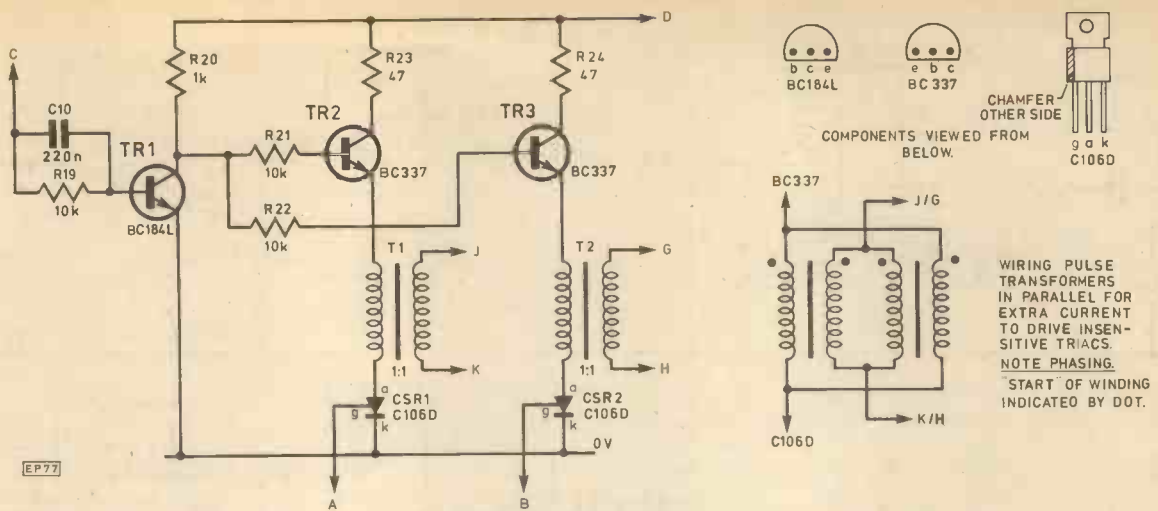 C
D
R20
1k
R23
47
R24
47
C10
220n
R19
10k
TR1
BC184L
R21
10k
R22
10k
TR2
BC337
TR3
BC337
T1
J
K
1:1
T2
G
H
1:1
a
g
k
CSR1
C106D
a
g
k
CSR2
C106D
0V
A
B
EP77
b c e
BC184L
e b c
BC337
CHAMFER
OTHER SIDE
g a k
C106D
COMPONENTS VIEWED FROM
BELOW.
BC337
J/G
K/H
C106D
WIRING PULSE
TRANSFORMERS
IN PARALLEL FOR
EXTRA CURRENT
TO DRIVE INSEN-
SITIVE TRIACS.
NOTE PHASING.
"START" OF WINDING
INDICATED BY DOT.